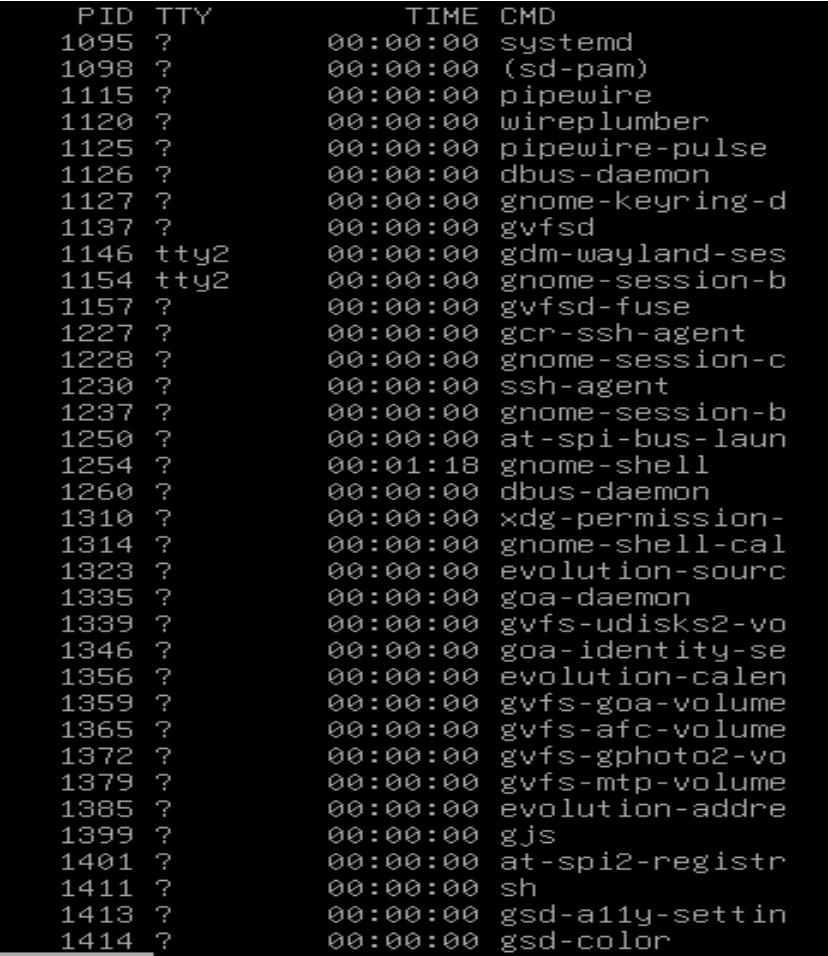 PID TTY          TIME CMD
1095 ?        00:00:00 systemd
1098 ?        00:00:00 (sd-pam)
1115 ?        00:00:00 pipewire
1120 ?        00:00:00 wireplumber
1125 ?        00:00:00 pipewire-pulse
1126 ?        00:00:00 dbus-daemon
1127 ?        00:00:00 gnome-keyring-d
1137 ?        00:00:00 gvfsd
1146 tty2     00:00:00 gdm-wayland-ses
1154 tty2     00:00:00 gnome-session-b
1157 ?        00:00:00 gvfsd-fuse
1227 ?        00:00:00 gcr-ssh-agent
1228 ?        00:00:00 gnome-session-c
1230 ?        00:00:00 ssh-agent
1237 ?        00:00:00 gnome-session-b
1250 ?        00:00:00 at-spi-bus-laun
1254 ?        00:01:18 gnome-shell
1260 ?        00:00:00 dbus-daemon
1310 ?        00:00:00 xdg-permission-
1314 ?        00:00:00 gnome-shell-cal
1323 ?        00:00:00 evolution-sourc
1335 ?        00:00:00 goa-daemon
1339 ?        00:00:00 gvfs-udisks2-vo
1346 ?        00:00:00 goa-identity-se
1356 ?        00:00:00 evolution-calen
1359 ?        00:00:00 gvfs-goa-volume
1365 ?        00:00:00 gvfs-afc-volume
1372 ?        00:00:00 gvfs-gphoto2-vo
1379 ?        00:00:00 gvfs-mtp-volume
1385 ?        00:00:00 evolution-addre
1399 ?        00:00:00 gjs
1401 ?        00:00:00 at-spi2-registr
1411 ?        00:00:00 sh
1413 ?        00:00:00 gsd-a11y-settin
1414 ?        00:00:00 gsd-color